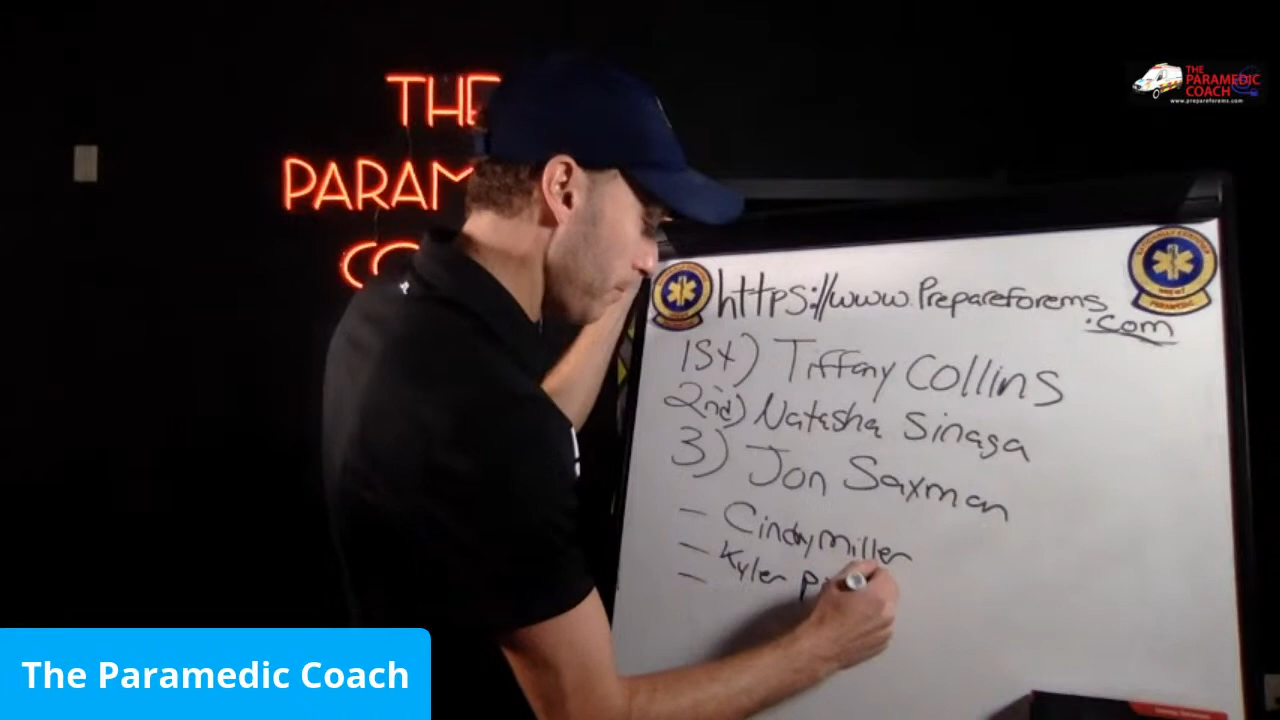 THE
PARAM
CO
THE
PARAMEDIC
COACH
www.prepareforems.com
https://www.Prepareforems
.com
PARAMEDIC
1st) Tiffany Collins
2nd) Natasha Sinaga
3) Jon Saxman
- Cindy Miller
- Kyler P
-
The Paramedic Coach